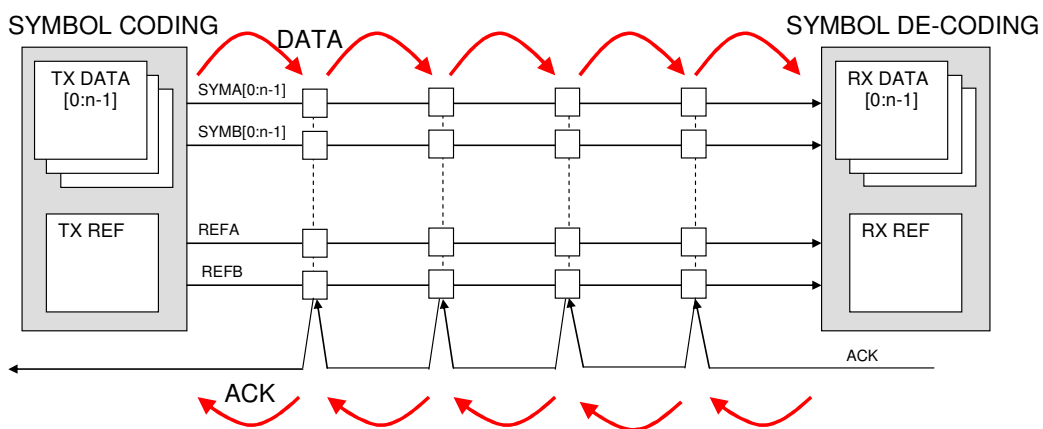 SYMBOL CODING
DATA
SYMBOL DE-CODING
TX DATA
[0:n-1]
SYMA[0:n-1]
SYMB[0:n-1]
RX DATA
[0:n-1]
TX REF
REFA
REFB
RX REF
ACK
ACK